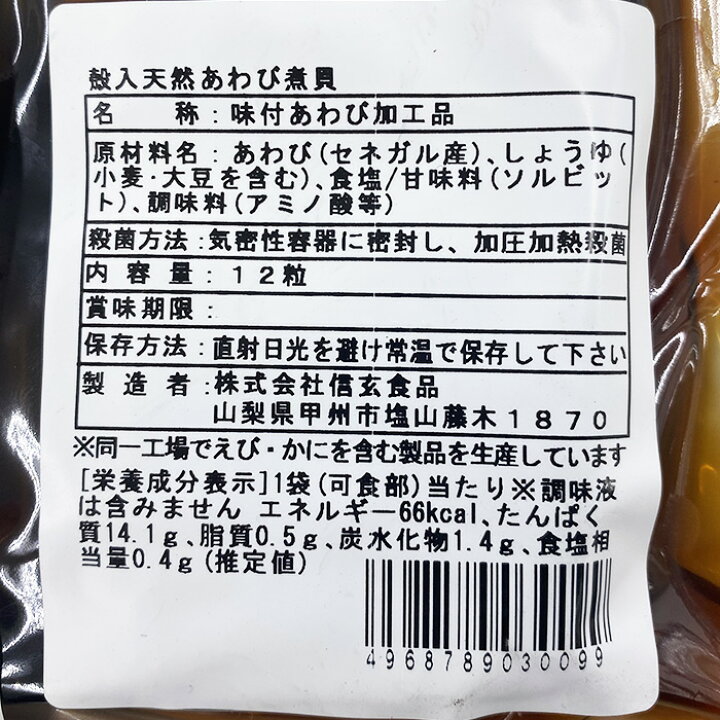 殻入天然あわび煮貝
名称:味付あわび加工品
原材料名:あわび(セネガル産)、しょうゆ(
小麦・大豆を含む)、食塩/甘味料(ソルビッ
ト)、調味料(アミノ酸等)
殺菌方法:気密性容器に密封し、加圧加熱殺菌
内容量:12粒
賞味期限:
保存方法:直射日光を避け常温で保存して下さい
製造者:株式会社信玄食品
山梨県甲州市塩山藤木1870
※同一工場でえび・かにを含む製品を生産しています
[栄養成分表示]1袋(可食部)当たり※調味液
は含みません エネルギー66kcal、たんぱく
質14.1g、脂質0.5g、炭水化物1.4g、食塩相
当量0.4g(推定値)
4968789030099